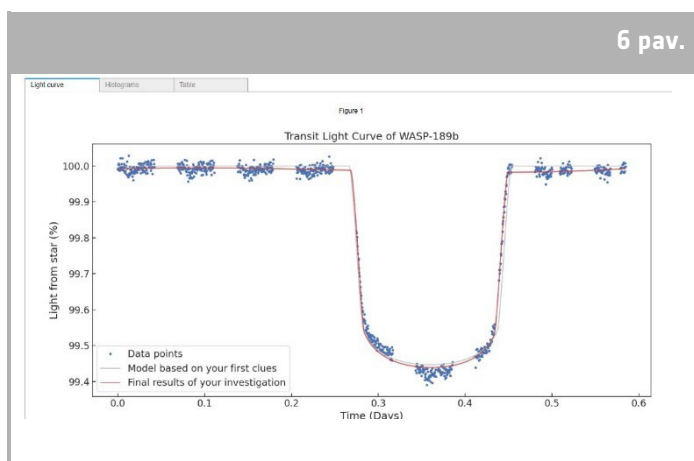 6 pav.
Light curve Histograms Table
Figure 1
Transit Light Curve of WASP-189b
Light from star (%)
100.0
99.9
99.8
99.7
99.6
99.5
99.4
Data points
Model based on your first clues
Final results of your investigation
0.0 0.1 0.2 0.3 0.4 0.5 0.6
Time (Days)